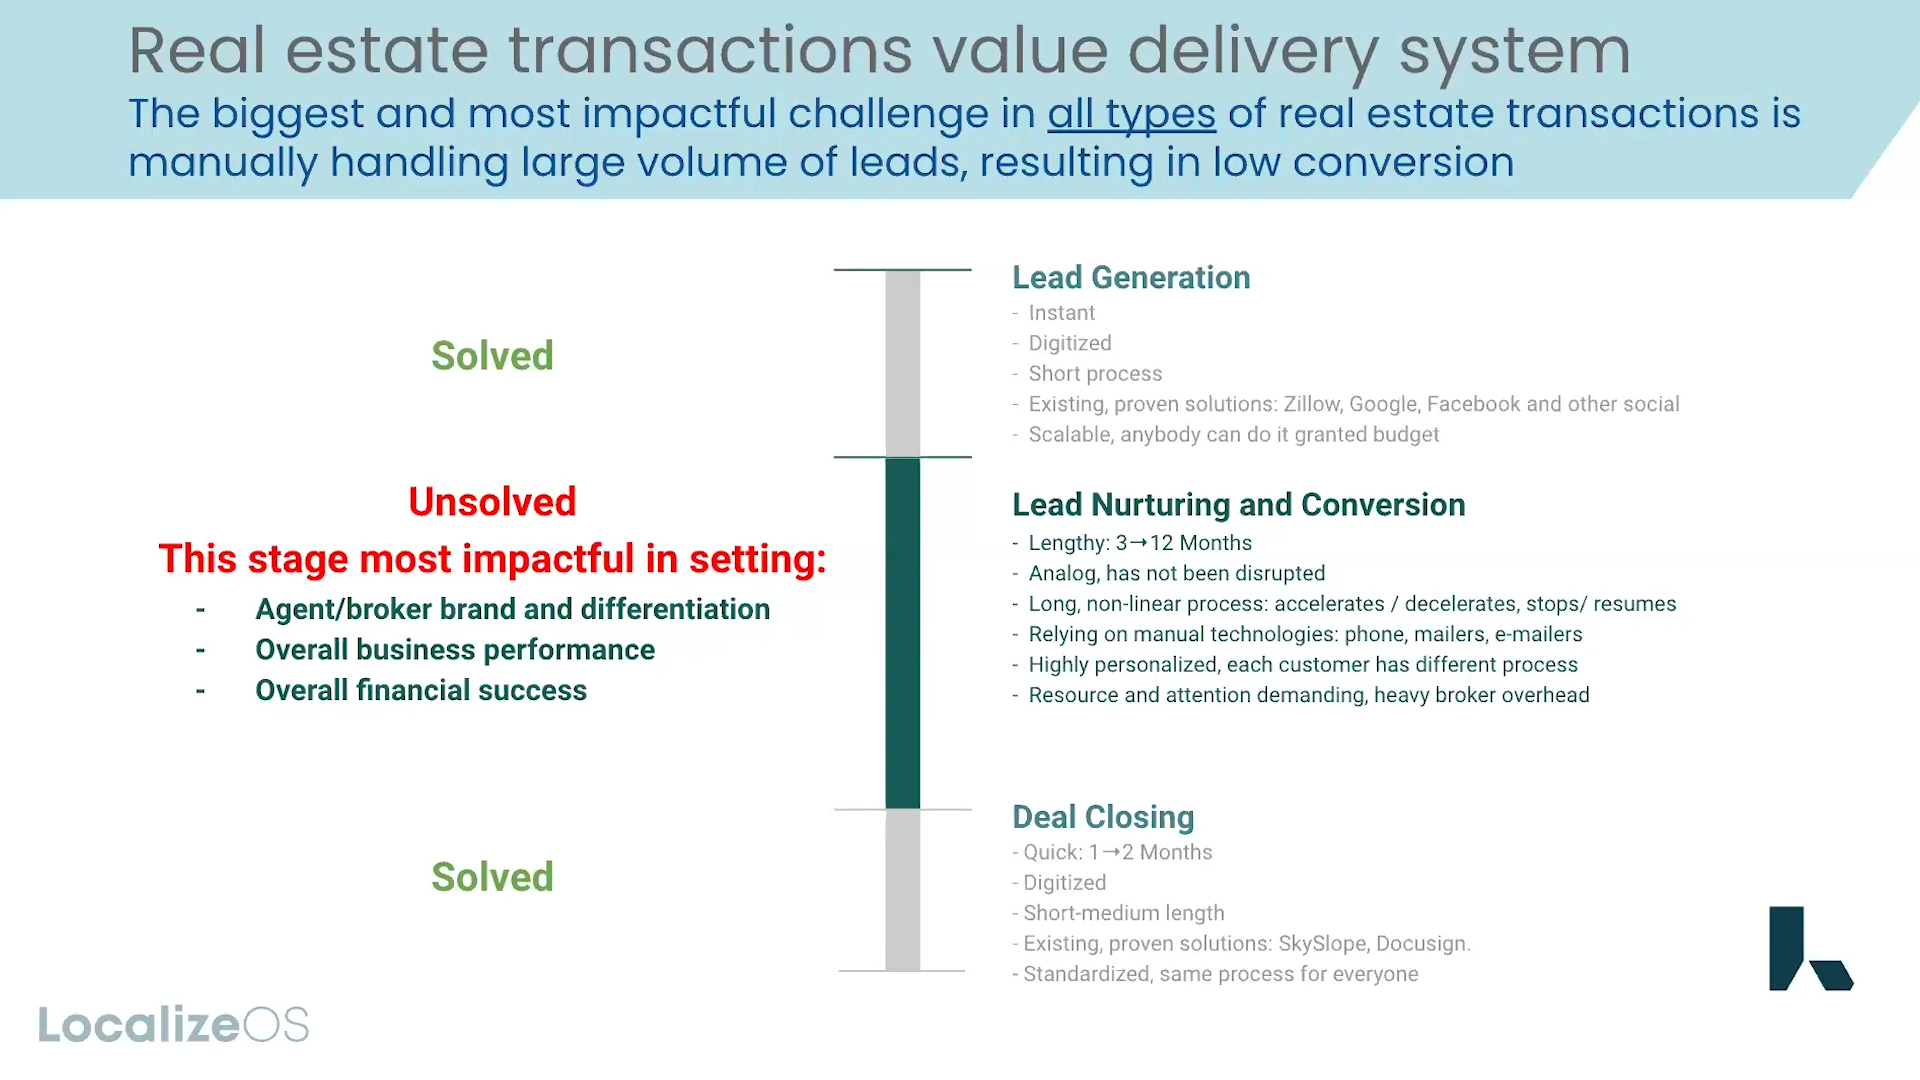 Real estate transactions value delivery system
The biggest and most impactful challenge in all types of real estate transactions is
manually handling large volume of leads, resulting in low conversion
Solved
Lead Generation
- Instant
- Digitized
- Short process
- Existing, proven solutions: Zillow, Google, Facebook and other social
- Scalable, anybody can do it granted budget
Unsolved
This stage most impactful in setting:
- Agent/broker brand and differentiation
- Overall business performance
- Overall financial success
Lead Nurturing and Conversion
- Lengthy: 3→12 Months
- Analog, has not been disrupted
- Long, non-linear process: accelerates / decelerates, stops/ resumes
- Relying on manual technologies: phone, mailers, e-mailers
- Highly personalized, each customer has different process
- Resource and attention demanding, heavy broker overhead
Solved
Deal Closing
- Quick: 1→2 Months
- Digitized
- Short-medium length
- Existing, proven solutions: SkySlope, Docusign.
- Standardized, same process for everyone
LocalizeOS